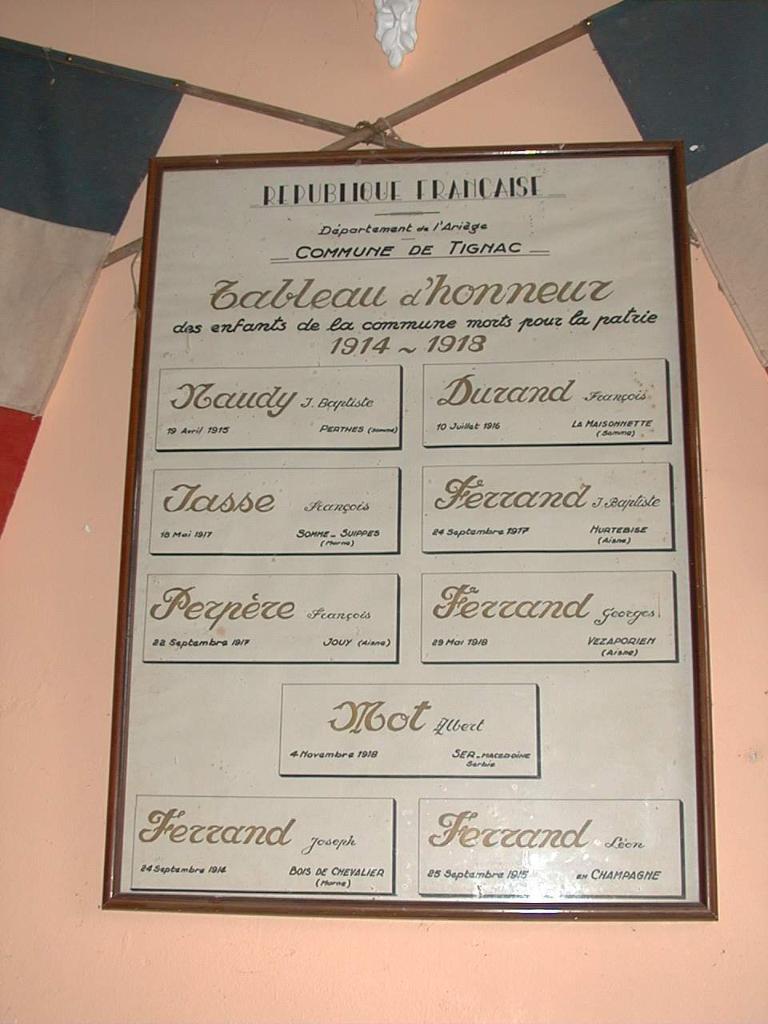 REPUBLIQUE FRANCAISE
Département de l'Ariège
COMMUNE DE TIGNAC
Tableau d'honneur
des enfants de la commune morts pour la patrie
1914 ~ 1918
Naudy J. Baptiste
19 Avril 1915 PERTHES (Somme)
Durand François
10 Juillet 1916 LA MAISONNETTE
(Somme)
Jasse François
18 Mai 1917 SOMME - SUIPPES
(Marne)
Ferrand J. Baptiste
24 Septembre 1917 HURTEBISE
(Aisne)
Perpère François
22 Septembre 1917 JOUY (Aisne)
Ferrand Georges
29 Mai 1918 VEZAPORIEN
(Aisne)
Mot Albert
4 Novembre 1918 SER-MACEDOINE
Serbie
Ferrand Joseph
24 Septembre 1914 BOIS DE CHEVALIER
(Marne)
Ferrand Léon
25 Septembre 1915 EN CHAMPAGNE